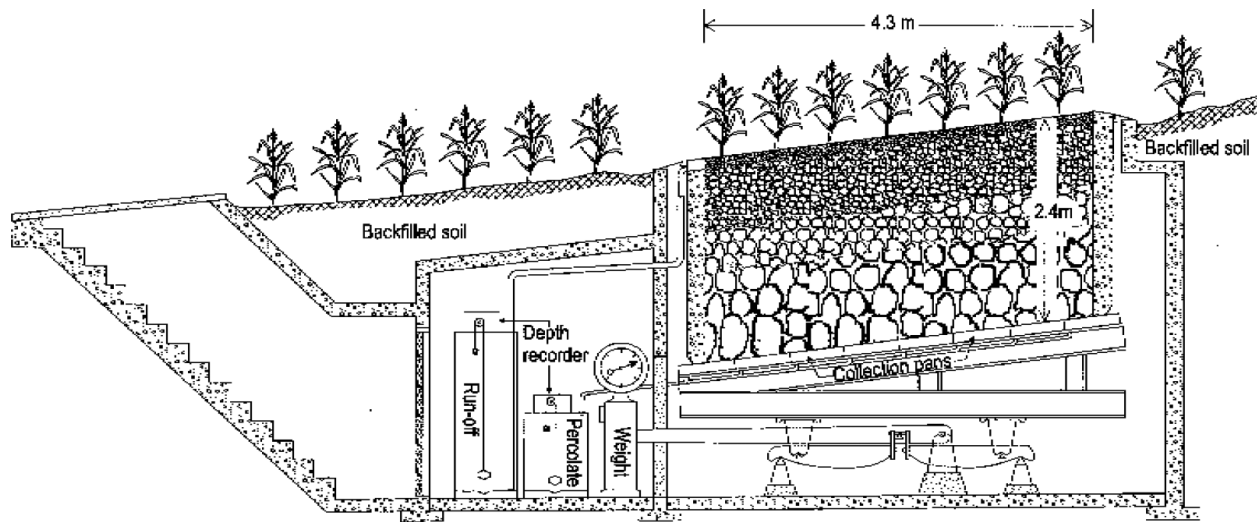 4.3 m
Backfilled soil
2.4m
Backfilled soil
Depth
recorder
Run-off
Percolate
Weight
Collection pans